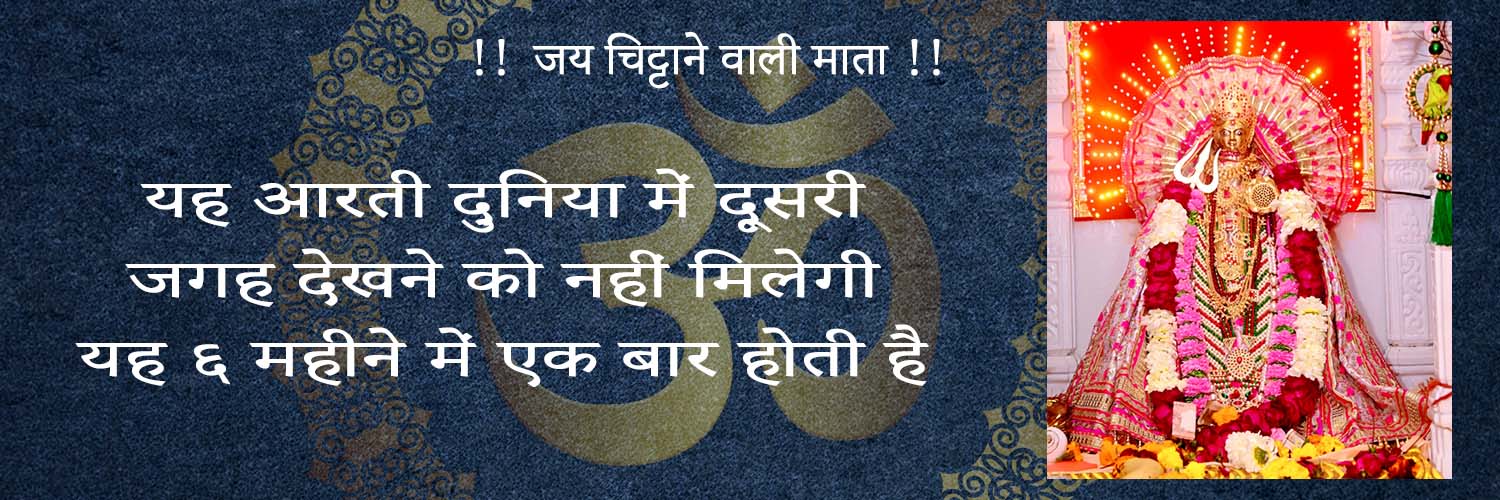 !! जय चिट्टाने वाली माता !!
यह आरती दुनिया में दूसरी
जगह देखने को नहीं मिलेगी
यह ६ महीने में एक बार होती है
ॐ